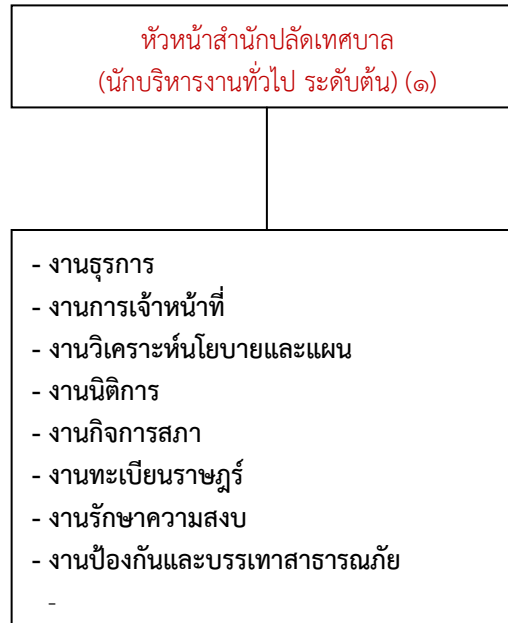 หัวหน้าสำนักปลัดเทศบาล
(นักบริหารงานทั่วไป ระดับต้น) (๑)
- งานธุรการ
- งานการเจ้าหน้าที่
- งานวิเคราะห์นโยบายและแผน
- งานนิติการ
- งานกิจการสภา
- งานทะเบียนราษฎร์
- งานรักษาความสงบ
- งานป้องกันและบรรเทาสาธารณภัย
-